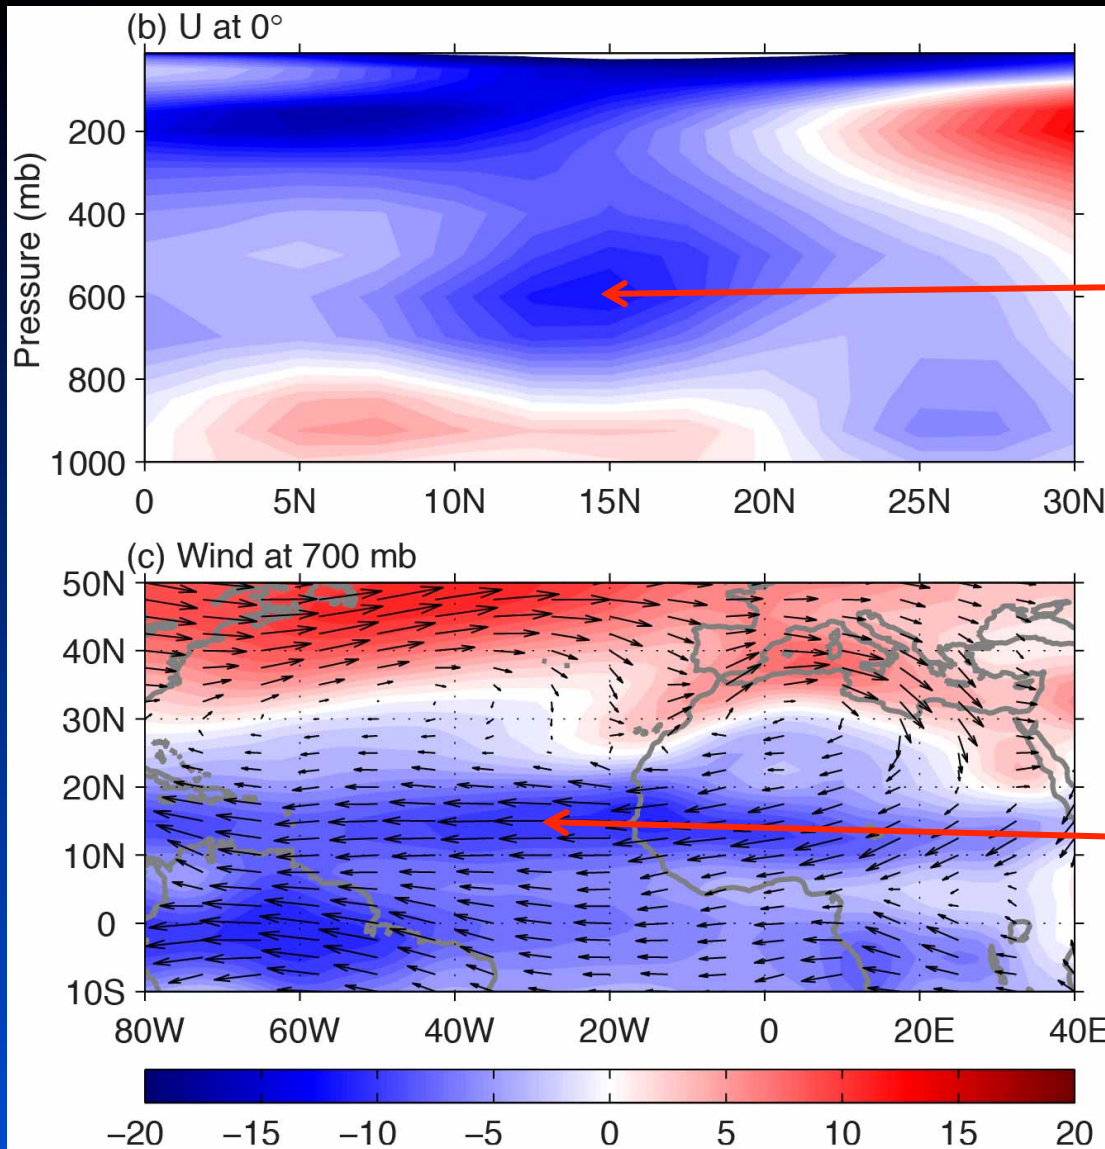 (b) U at 0°
Pressure (mb)
200
400
600
800
1000
0 5N 10N 15N 20N 25N 30N
(c) Wind at 700 mb
50N
40N
30N
20N
10N
0
10S
80W 60W 40W 20W 0 20E 40E
−20 −15 −10 −5 0 5 10 15 20